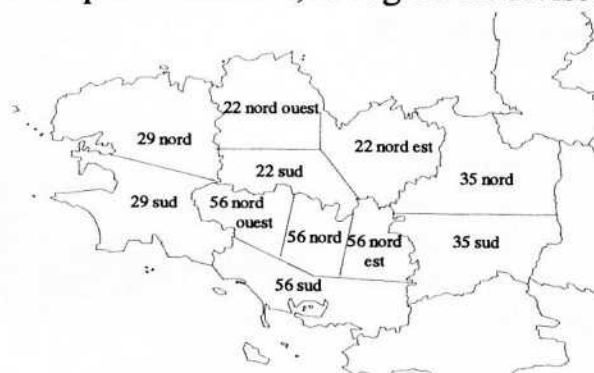 22 nord ouest
29 nord
22 nord est
22 sud
35 nord
29 sud
56 nord
ouest
56 nord
56 nord
est
35 sud
56 sud